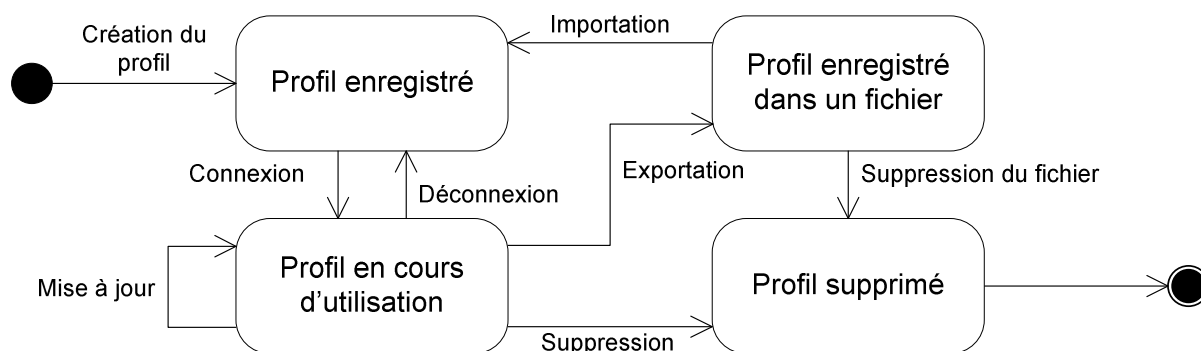 Création du
profil
Profil enregistré
Importation
Profil enregistré
dans un fichier
Connexion
Déconnexion
Exportation
Suppression du fichier
Mise à jour
Profil en cours
d’utilisation
Suppression
Profil supprimé